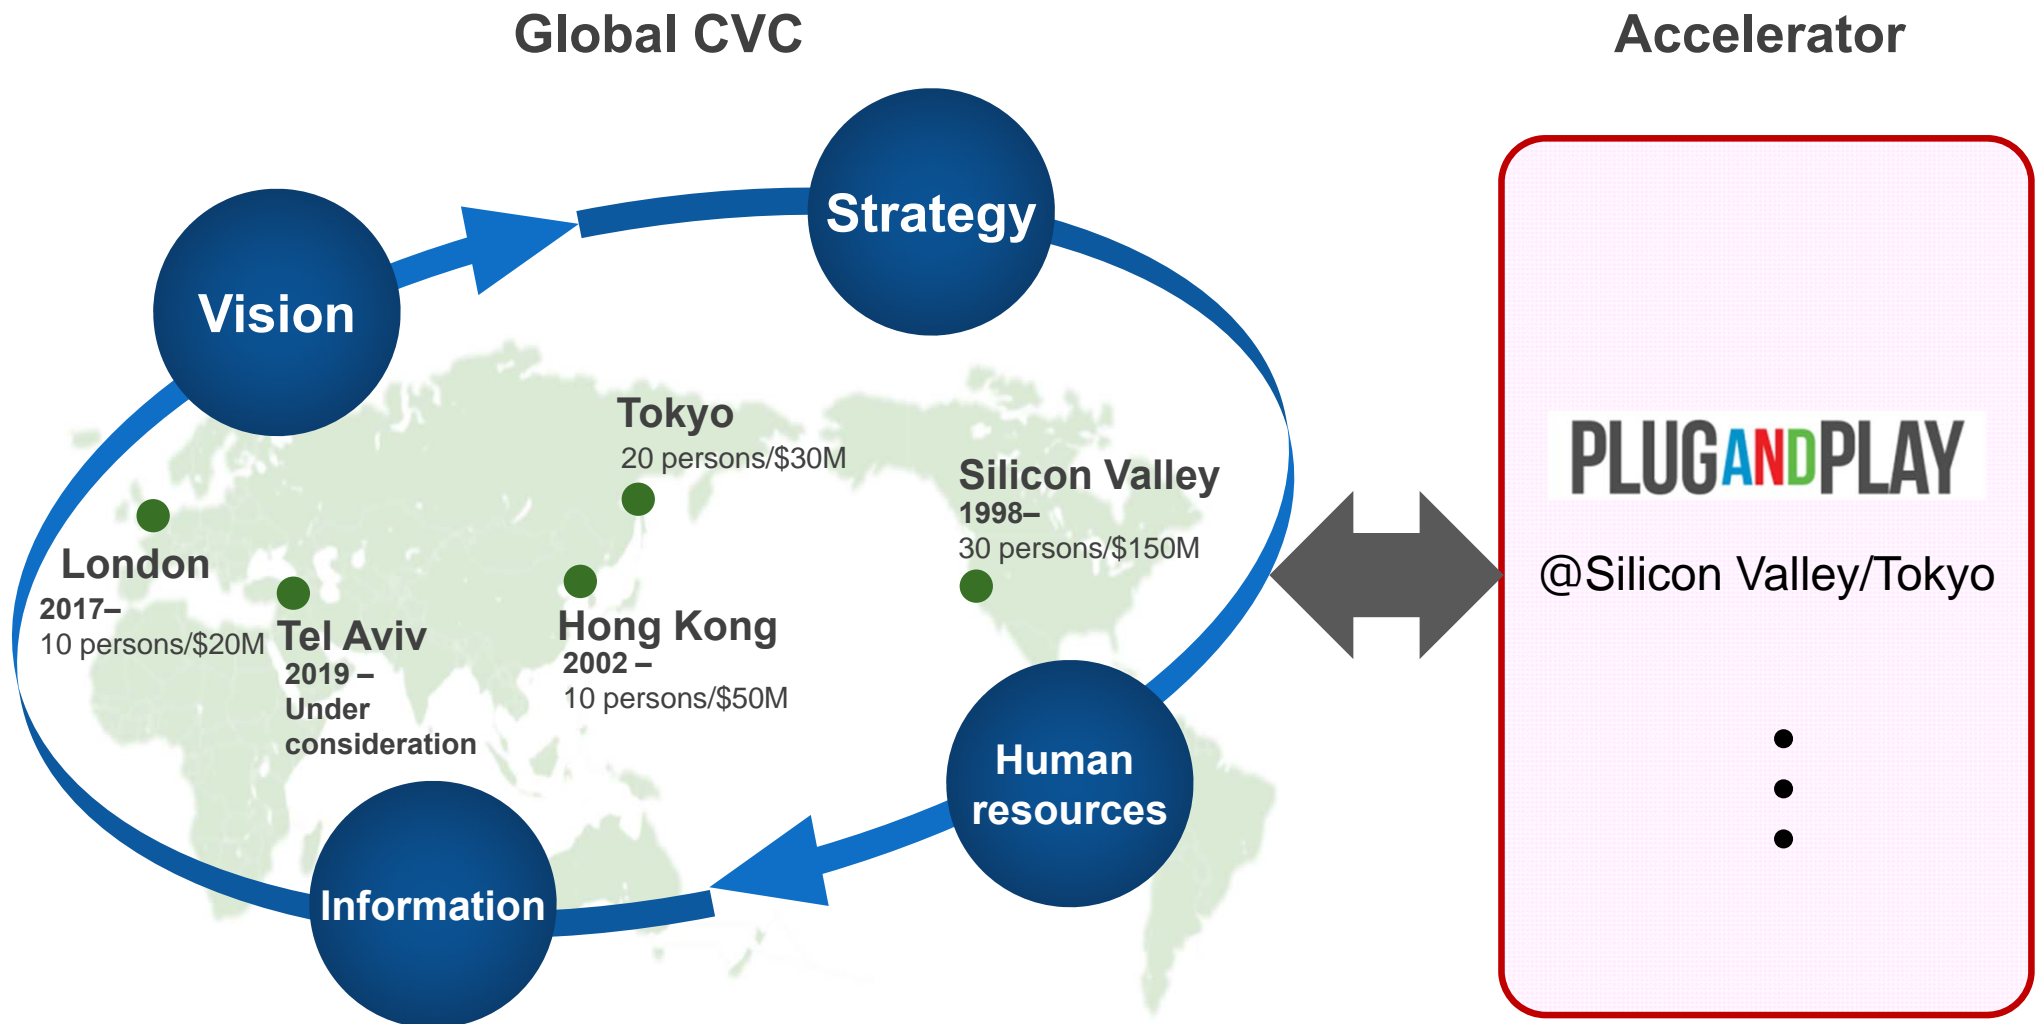 Global CVC
Accelerator
Vision
Strategy
Tokyo
20 persons/$30M
Silicon Valley
1998–
30 persons/$150M
London
2017–
10 persons/$20M
Tel Aviv
2019 –
Under
consideration
Hong Kong
2002 –
10 persons/$50M
Human
resources
Information
PLUGANDPLAY
@Silicon Valley/Tokyo